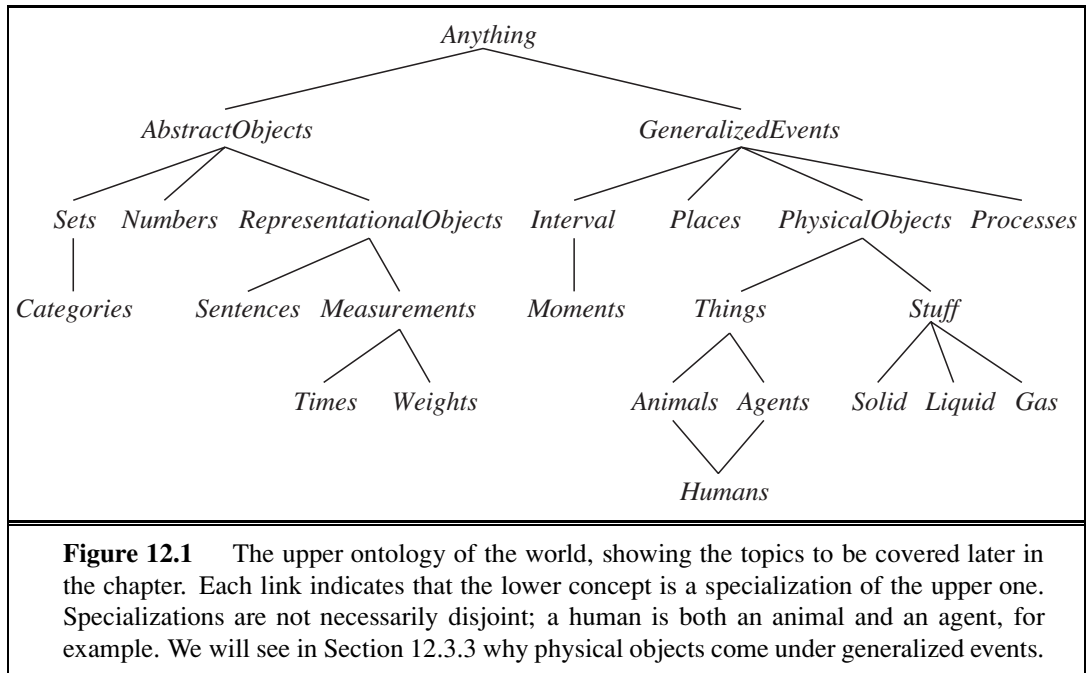 Anything
AbstractObjects GeneralizedEvents
Sets Numbers RepresentationalObjects Interval Places PhysicalObjects Processes
Categories Sentences Measurements Moments Things Stuff
Times Weights Animals Agents Solid Liquid Gas
Humans
Figure 12.1 The upper ontology of the world, showing the topics to be covered later in
the chapter. Each link indicates that the lower concept is a specialization of the upper one.
Specializations are not necessarily disjoint; a human is both an animal and an agent, for
example. We will see in Section 12.3.3 why physical objects come under generalized events.